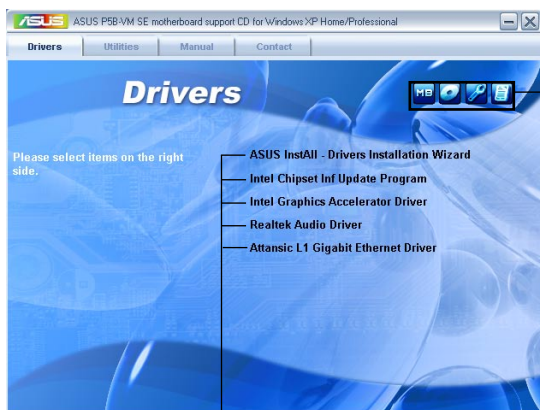 ASUS ASUS P5B-VM SE motherboard support CD for Windows XP Home/Professional
Drivers Utilities Manual Contact
Drivers
MB
Please select items on the right
side.
ASUS InstAll - Drivers Installation Wizard
Intel Chipset Inf Update Program
Intel Graphics Accelerator Driver
Realtek Audio Driver
Attansic L1 Gigabit Ethernet Driver